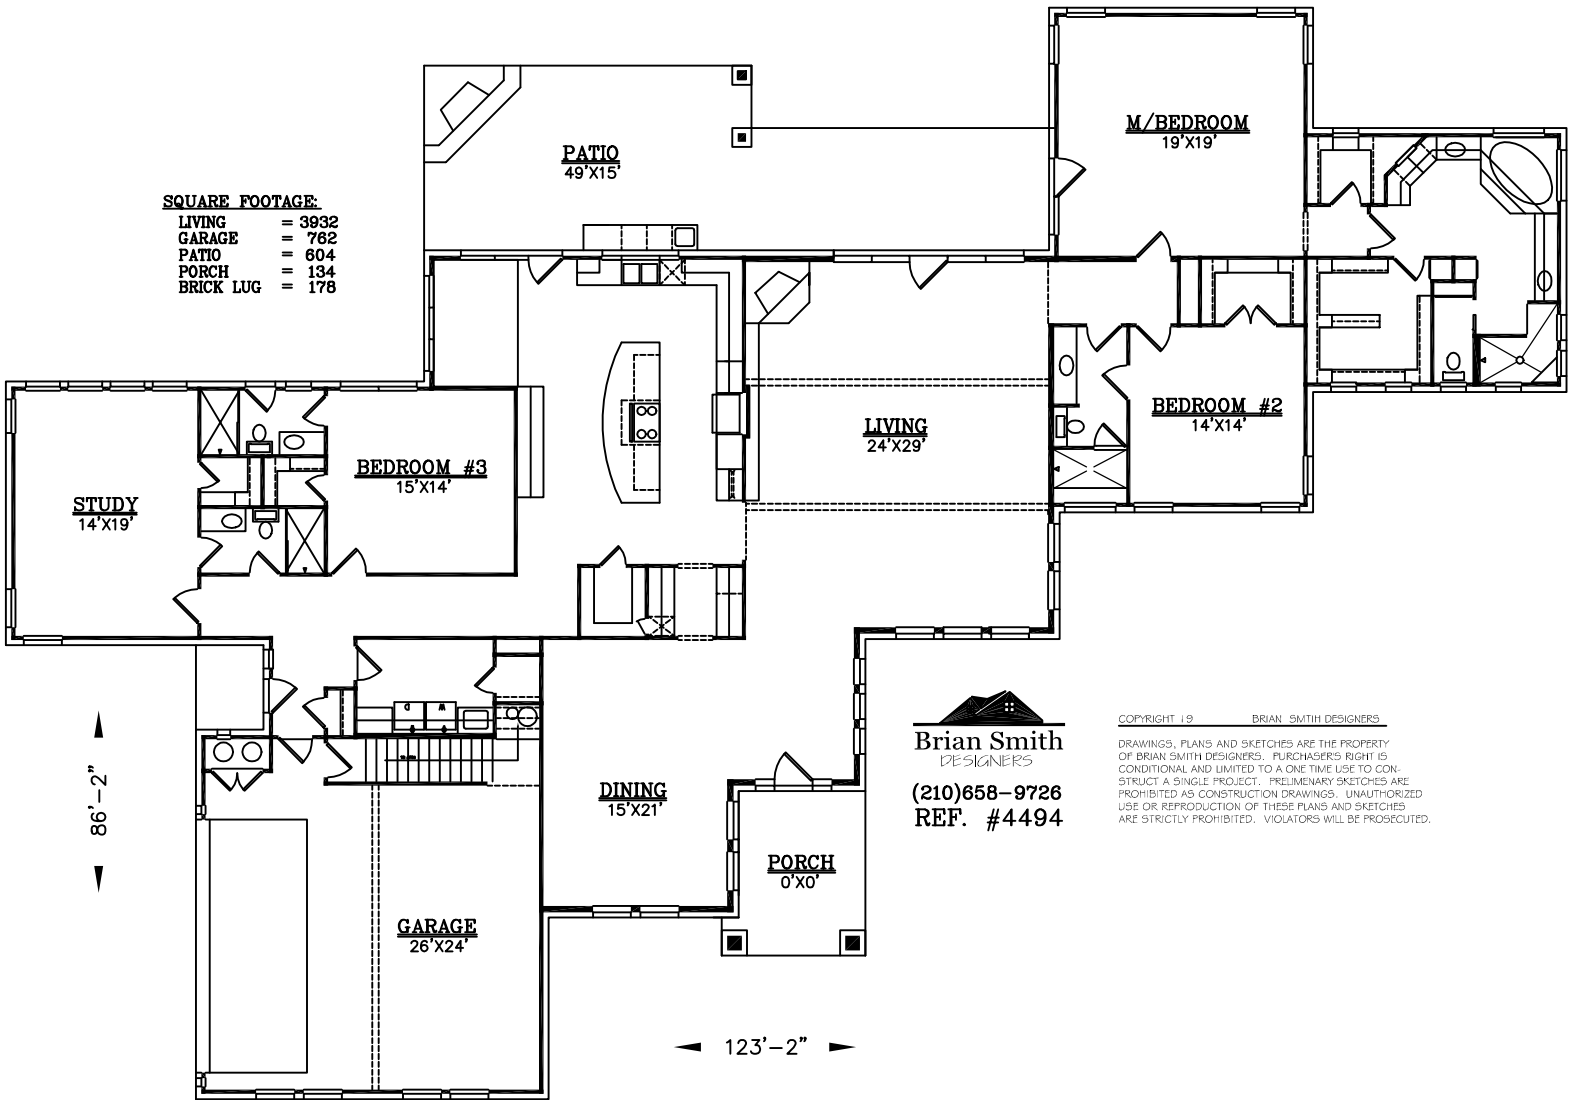 M/BEDROOM
19'X19'
PATIO
49'X15'
SQUARE FOOTAGE:
LIVING = 3932
GARAGE = 762
PATIO = 604
PORCH = 134
BRICK LUG = 178
BEDROOM #2
14'X14'
LIVING
24'X29'
BEDROOM #3
15'X14'
STUDY
14'X19'
D
W
Brian Smith
DESIGNERS
(210)658-9726
REF. #4494
COPYRIGHT 19 BRIAN SMTIH DESIGNERS
DRAWINGS, PLANS AND SKETCHES ARE THE PROPERTY
OF BRIAN SMITH DESIGNERS. PURCHASER'S RIGHT IS
CONDITIONAL AND LIMITED TO A ONE TIME USE TO CON-
STRUCT A SINGLE PROJECT. PRELIMENARY SKETCHES ARE
PROHIBITED AS CONSTRUCTION DRAWINGS. UNAUTHORIZED
USE OR REPRODUCTION OF THESE PLANS AND SKETCHES
ARE STRICTLY PROHIBITED. VIOLATORS WILL BE PROSECUTED.
86'-2"
DINING
15'X21'
PORCH
0'X0'
GARAGE
26'X24'
123'-2"